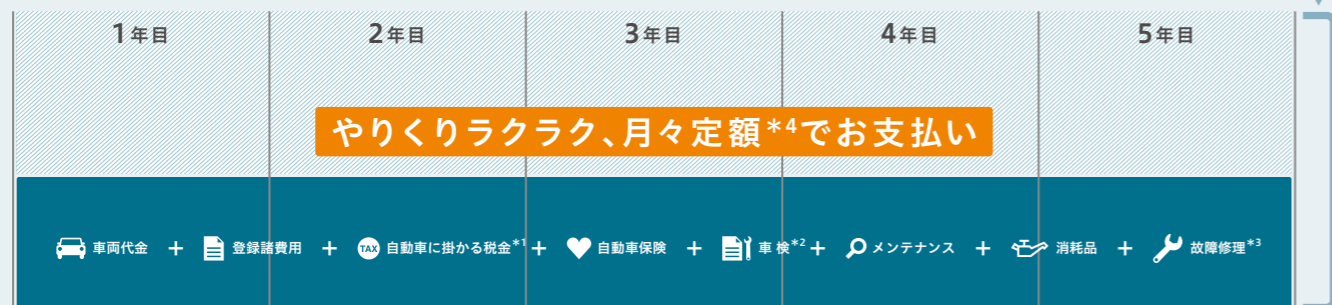 1年目 2年目 3年目 4年目 5年目
やりくりラクラク、月々定額*4でお支払い
車両代金 + 登録諸費用 + TAX 自動車に掛かる税金*1 + 自動車保険 + 車検*2 + メンテナンス + 消耗品 + 故障修理*3